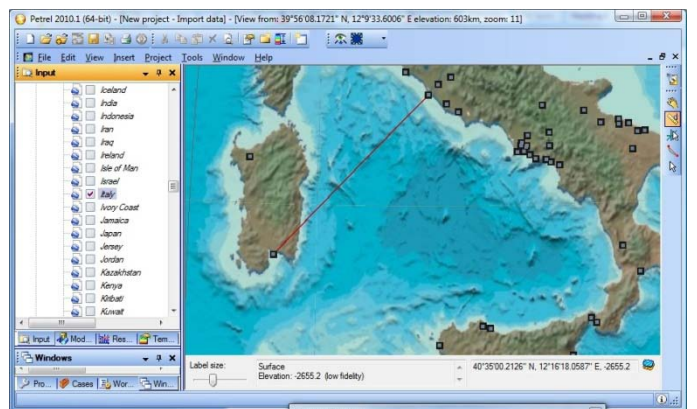 Petrel 2010.1 (64-bit) - [New project - Import data] - [View from: 39°56'08.1721" N, 12°9'33.6006" E elevation: 603km, zoom: 11]
File Edit View Insert Project Tools Window Help
Input
Iceland
India
Indonesia
Iran
Iraq
Ireland
Isle of Man
Israel
Italy
Ivory Coast
Jamaica
Japan
Jersey
Jordan
Kazakhstan
Kenya
Kiribati
Kuwait
Input Mod... Res... Tem...
Windows
Pro... Cases Wor... Win...
Label size:
Surface
Elevation: -2655.2 (low fidelity)
40°35'00.2126" N, 12°16'18.0587" E, -2655.2